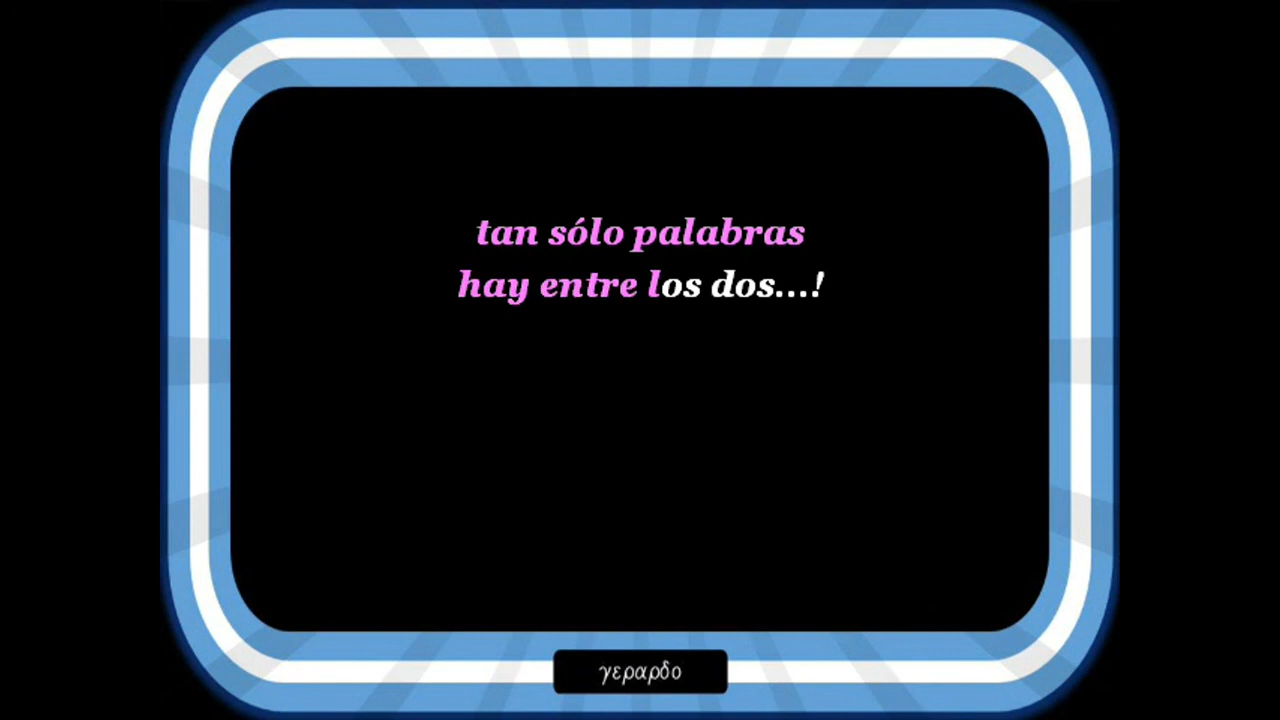 tan sólo palabras
hay entre los dos...!
γεραρδο